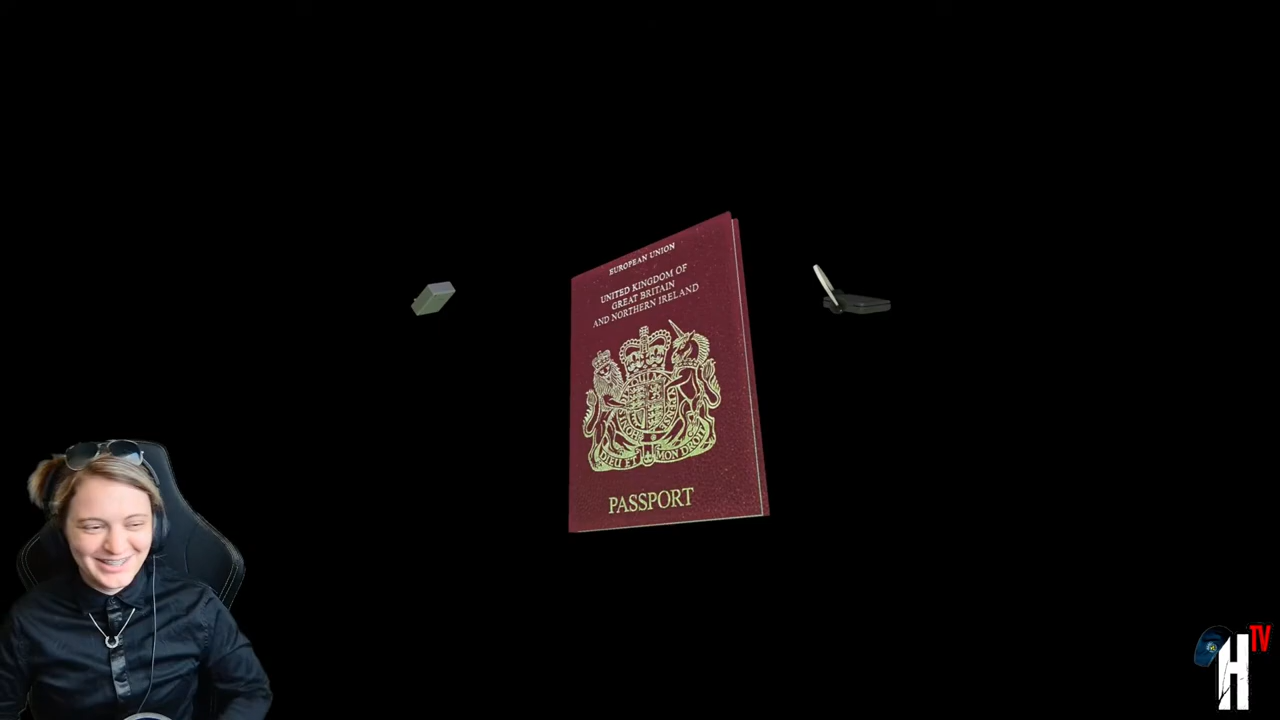 EUROPEAN UNION
UNITED KINGDOM OF
GREAT BRITAIN
AND NORTHERN IRELAND
DIEU ET MON DROIT
PASSPORT
H TV